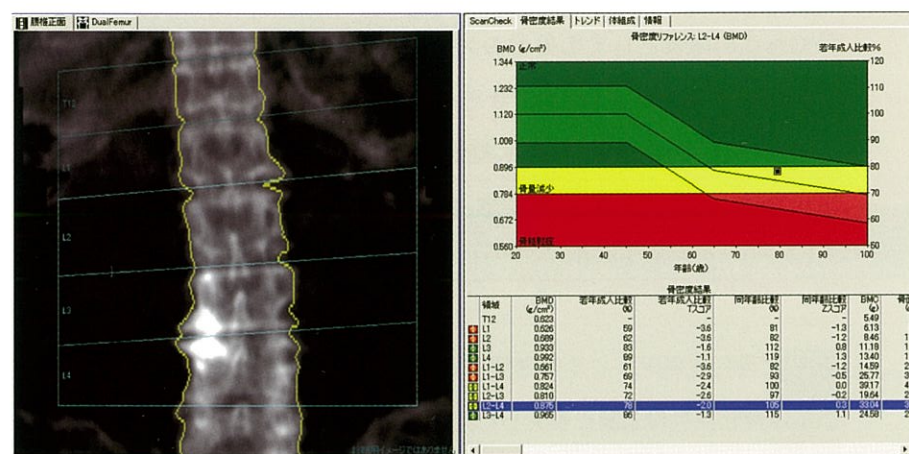 腰椎正面 DualFemur
T12
L1
L2
L3
L4
ScanCheck 骨密度結果 トレンド 体組成 情報
骨密度リファレンス: L2-L4 (BMD)
BMD (g/cm²) 若年成人比較%
1.344 正常 120
1.232 110
1.120 100
1.008 90
0.896 80
骨量減少
0.784 70
0.672 60
骨粗鬆症
0.560 50
20 30 40 50 60 70 80 90 100
年齢(歳)
骨密度結果
領域 BMD (g/cm²) 若年成人比較 (%) 若年成人比較 Tスコア 同年齢比較 (%) 同年齢比較 Zスコア BMC (g)
T12 0.623 - - - - 5.49
L1 0.626 59 -3.6 81 -1.3 6.13
L2 0.689 62 -3.6 82 -1.2 8.46
L3 0.933 83 -1.6 112 0.8 11.18
L4 0.992 89 -1.1 119 1.3 13.40
L1-L2 0.661 61 -3.6 82 -1.2 14.59
L1-L3 0.757 69 -2.9 93 -0.5 25.77
L1-L4 0.824 74 -2.4 100 0.0 39.17
L2-L3 0.810 72 -2.6 97 -0.2 19.64
L2-L4 0.875 78 -2.0 105 0.3 33.04
L3-L4 0.965 86 -1.3 115 1.1 24.58